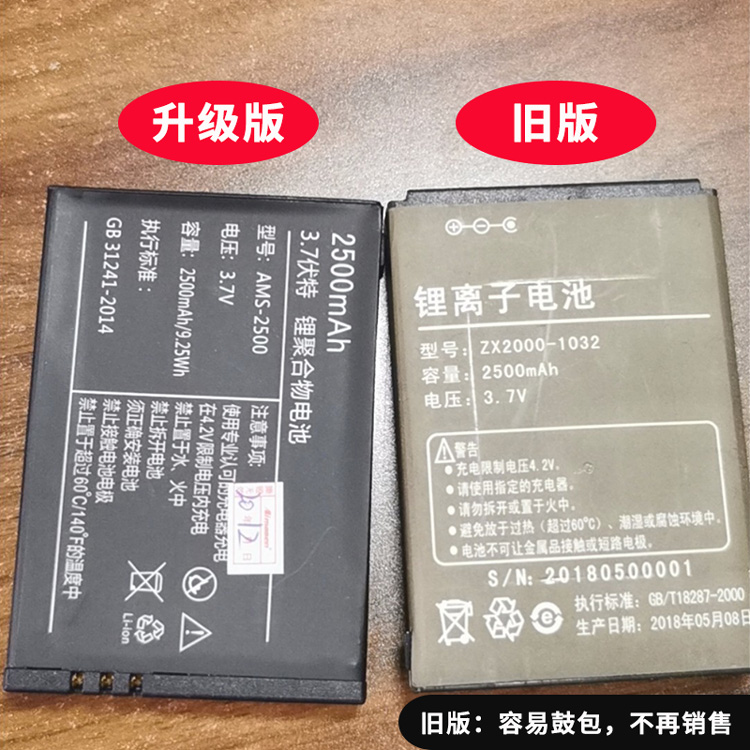 升级版
旧版
2500mAh
3.7伏特 锂聚合物电池
型号: AMS-2500
电压: 3.7V
容量: 2500mAh/9.25Wh
执行标准:
GB 31241-2014
注意事项:
使用专业认可的充电器充电
在4.2V限制电压内充电
禁止置于水、火中
禁止拆开电池
须正确安装电池
禁止接触电池电极
禁止置于超过60℃/140℉的温度中
Li-ion
20 12
日
锂离子电池
型号: ZX2000-1032
容量: 2500mAh
电压: 3.7V
警告
充电限制电压4.2V。
请使用指定的充电器。
请勿拆开或置于火中。
避免放于过热（超过60℃）、潮湿或腐蚀环境中。
电池不可让金属品接触或短路电极。
S/N: 20180500001
执行标准: GB/T18287-2000
生产日期: 2018年05月08日
旧版：容易鼓包，不再销售